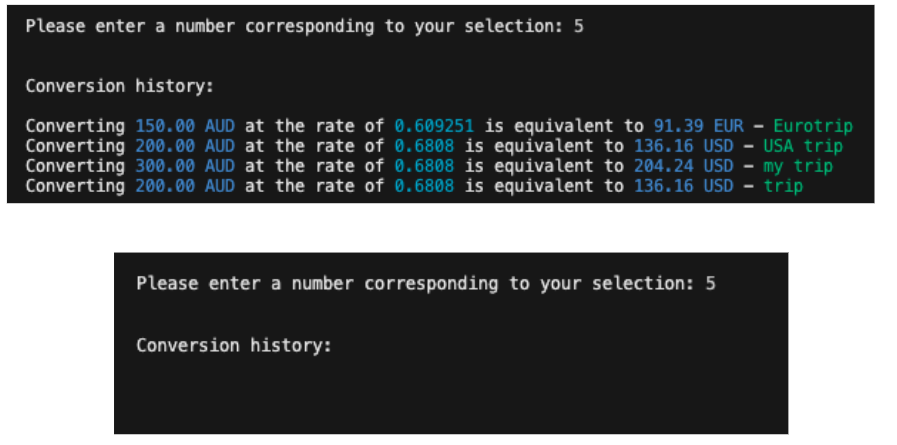 Please enter a number corresponding to your selection: 5
Conversion history:
Converting 150.00 AUD at the rate of 0.609251 is equivalent to 91.39 EUR – Eurotrip
Converting 200.00 AUD at the rate of 0.6808 is equivalent to 136.16 USD – USA trip
Converting 300.00 AUD at the rate of 0.6808 is equivalent to 204.24 USD – my trip
Converting 200.00 AUD at the rate of 0.6808 is equivalent to 136.16 USD – trip
Please enter a number corresponding to your selection: 5
Conversion history: